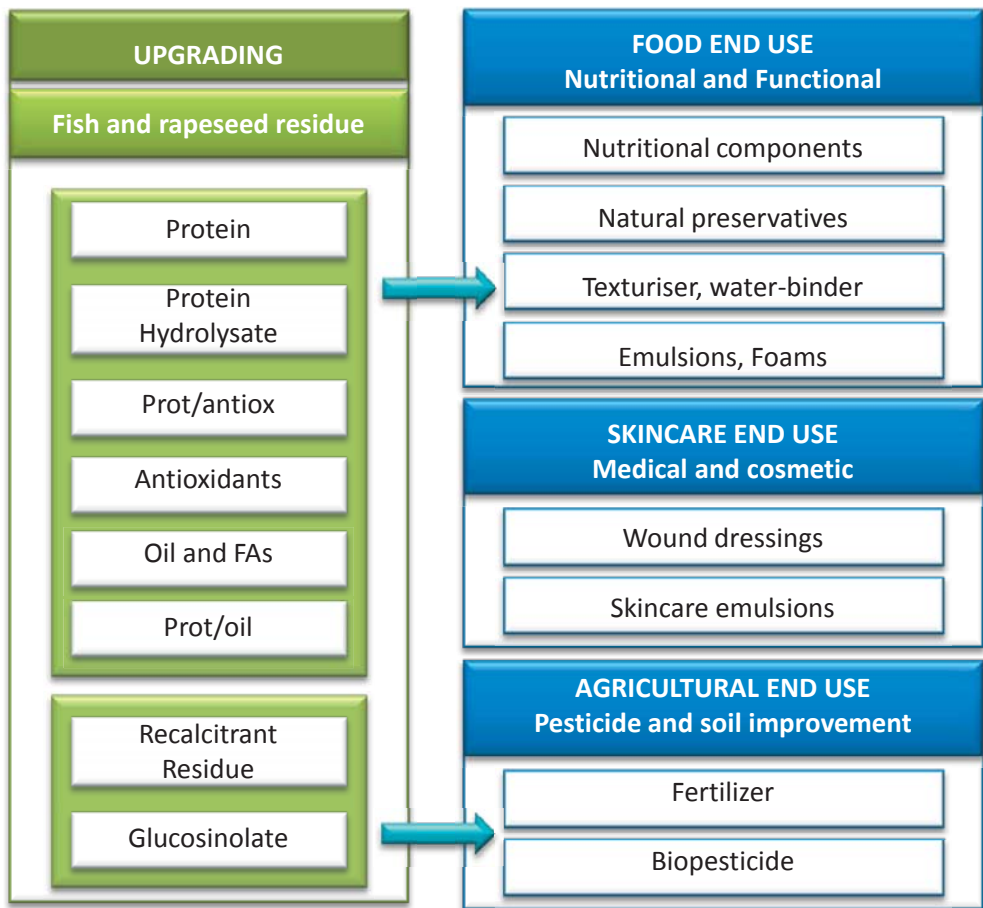 UPGRADING
Fish and rapeseed residue
Protein
Protein
Hydrolysate
Prot/antiox
Antioxidants
Oil and FAs
Prot/oil
Recalcitrant
Residue
Glucosinolate
FOOD END USE
Nutritional and Functional
Nutritional components
Natural preservatives
Texturiser, water-binder
Emulsions, Foams
SKINCARE END USE
Medical and cosmetic
Wound dressings
Skincare emulsions
AGRICULTURAL END USE
Pesticide and soil improvement
Fertilizer
Biopesticide